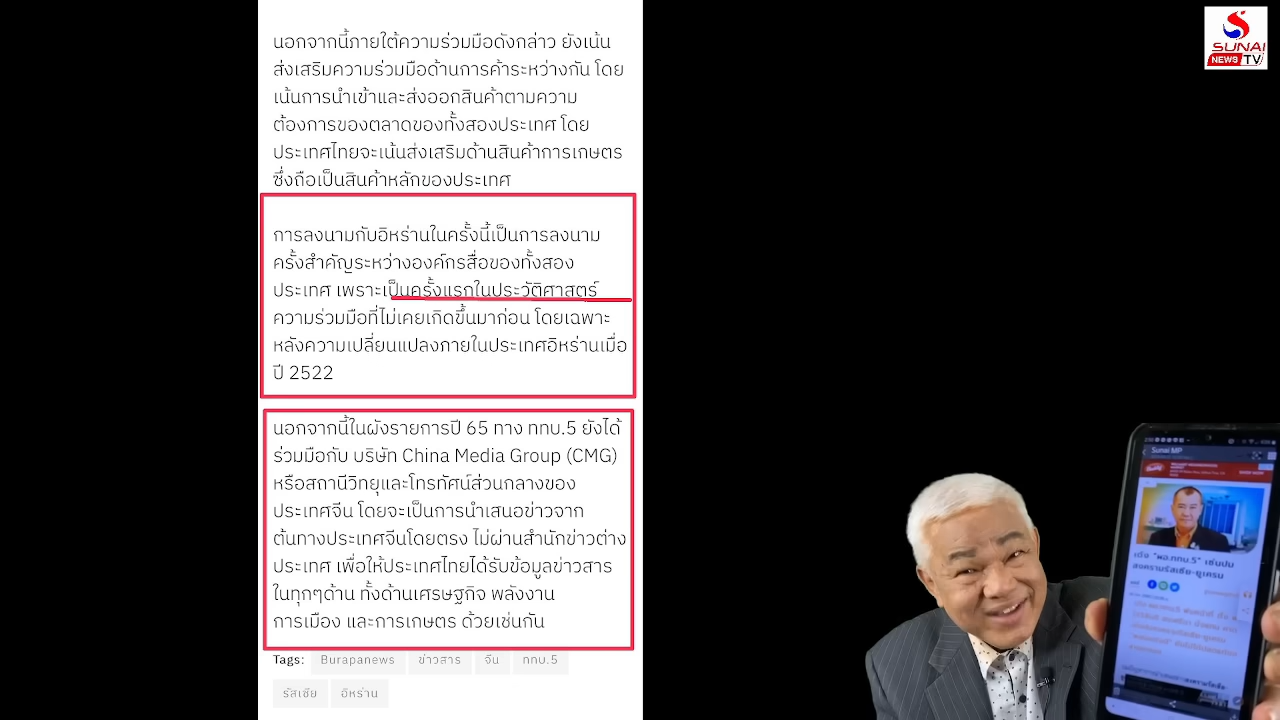 นอกจากนี้ภายใต้ความร่วมมือดังกล่าว ยังเน้น
ส่งเสริมความร่วมมือด้านการค้าระหว่างกัน โดย
เน้นการนำเข้าและส่งออกสินค้าตามความ
ต้องการของตลาดของทั้งสองประเทศ โดย
ประเทศไทยจะเน้นส่งเสริมด้านสินค้าการเกษตร
ซึ่งถือเป็นสินค้าหลักของประเทศ
การลงนามกับอิหร่านในครั้งนี้เป็นการลงนาม
ครั้งสำคัญระหว่างองค์กรสื่อของทั้งสอง
ประเทศ เพราะเป็นครั้งแรกในประวัติศาสตร์
ความร่วมมือที่ไม่เคยเกิดขึ้นมาก่อน โดยเฉพาะ
หลังความเปลี่ยนแปลงภายในประเทศอิหร่านเมื่อ
ปี 2522
นอกจากนี้ในผังรายการปี 65 ทาง ททบ.5 ยังได้
ร่วมมือกับ บริษัท China Media Group (CMG)
หรือสถานีวิทยุและโทรทัศน์ส่วนกลางของ
ประเทศจีน โดยจะเป็นการนำเสนอข่าวจาก
ต้นทางประเทศจีนโดยตรง ไม่ผ่านสำนักข่าวต่าง
ประเทศ เพื่อให้ประเทศไทยได้รับข้อมูลข่าวสาร
ในทุกๆด้าน ทั้งด้านเศรษฐกิจ พลังงาน
การเมือง และการเกษตร ด้วยเช่นกัน
Tags: Burapanews ข่าวสาร จีน ททบ.5
รัสเซีย อิหร่าน
SUNAI
NEWS TV
Sunai MP
เด้ง "ผอ.ททบ.5" เซ่นปม
สงครามรัสเซีย-ยูเครน